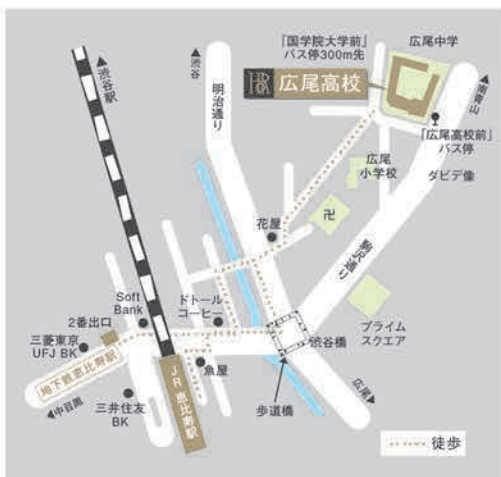 「国学院大学前」
バス停300m先
広尾中学
渋谷駅
渋谷
明治通り
広尾高校
南青山
「広尾高校前」
バス停
広尾
小学校
ダビデ像
花屋
卍
駒沢通り
Soft
Bank
ドトール
コーヒー
2番出口
三菱東京
UFJ BK
渋谷橋
プライム
スクエア
地下鉄恵比寿駅
JR 恵比寿駅
魚屋
中目黒
三井住友
BK
歩道橋
広尾
徒歩